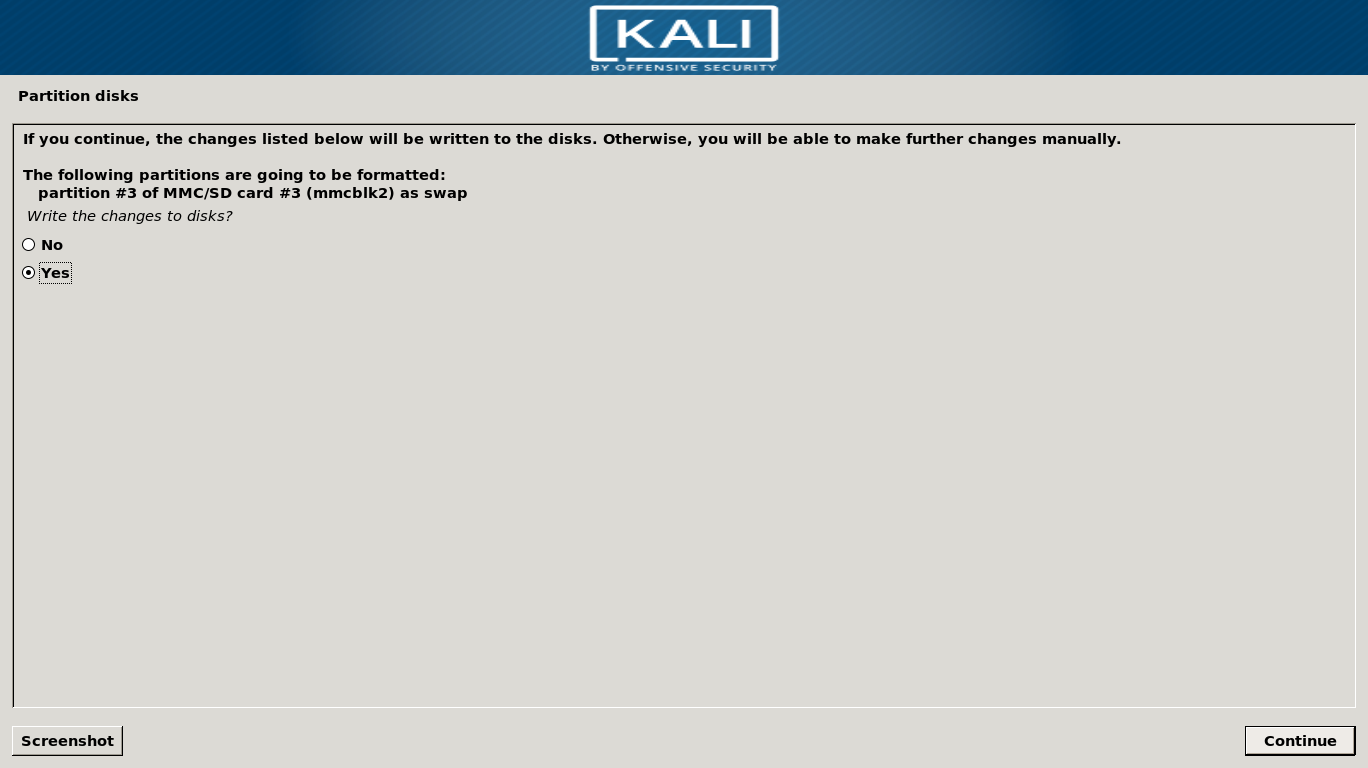 KALI
BY OFFENSIVE SECURITY
Partition disks
If you continue, the changes listed below will be written to the disks. Otherwise, you will be able to make further changes manually.
The following partitions are going to be formatted:
partition #3 of MMC/SD card #3 (mmcblk2) as swap
Write the changes to disks?
No
Yes
Screenshot
Continue